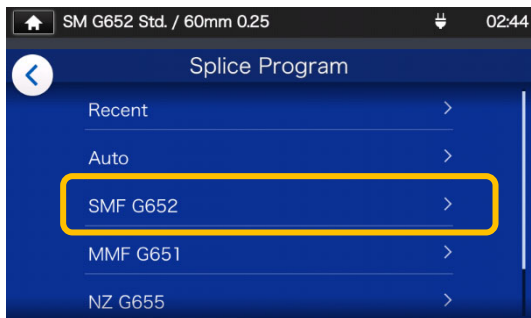 SM G652 Std. / 60mm 0.25 02:44
Splice Program
Recent
Auto
SMF G652
MMF G651
NZ G655